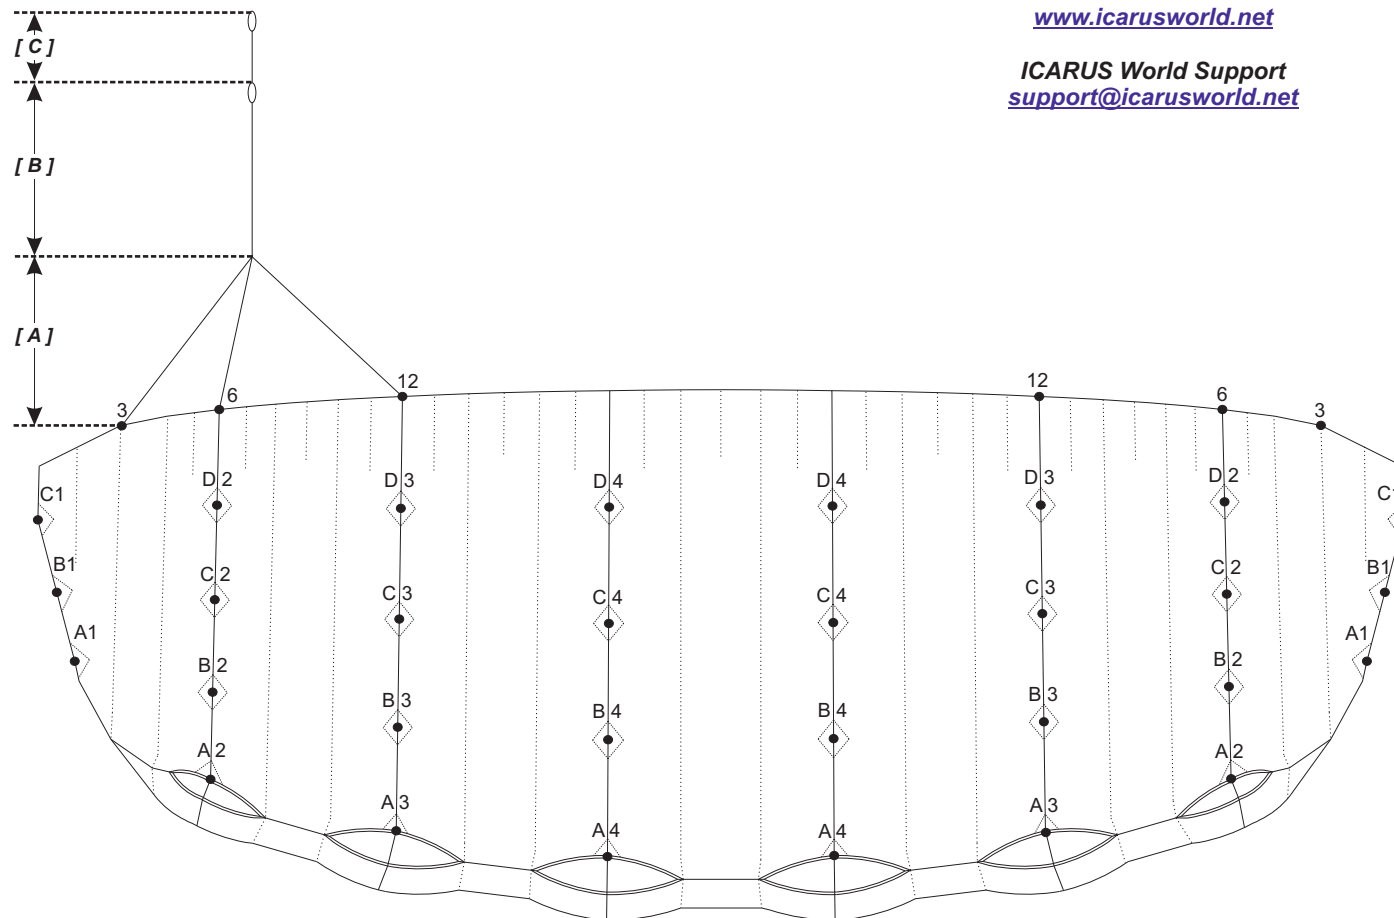 www.icarusworld.net
ICARUS World Support
support@icarusworld.net
[ C ]
[ B ]
[ A ]
3 6 12 12 6 3
D 2 D 3 D 4 D 4 D 3 D 2
C1 C1
C 2 C 3 C 4 C 4 C 3 C 2
B1 B1
A1 A1
B 2 B 3 B 4 B 4 B 3 B 2
A 2 A 3 A 4 A 4 A 3 A 2